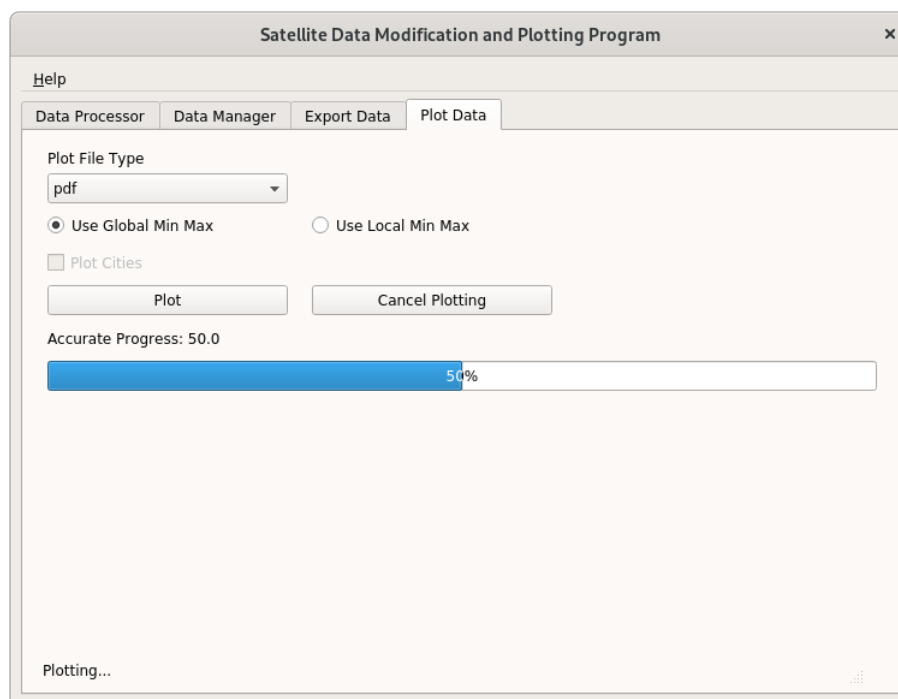 Satellite Data Modification and Plotting Program
Help
Data Processor Data Manager Export Data Plot Data
Plot File Type
pdf
Use Global Min Max Use Local Min Max
Plot Cities
Plot Cancel Plotting
Accurate Progress: 50.0
50%
Plotting...